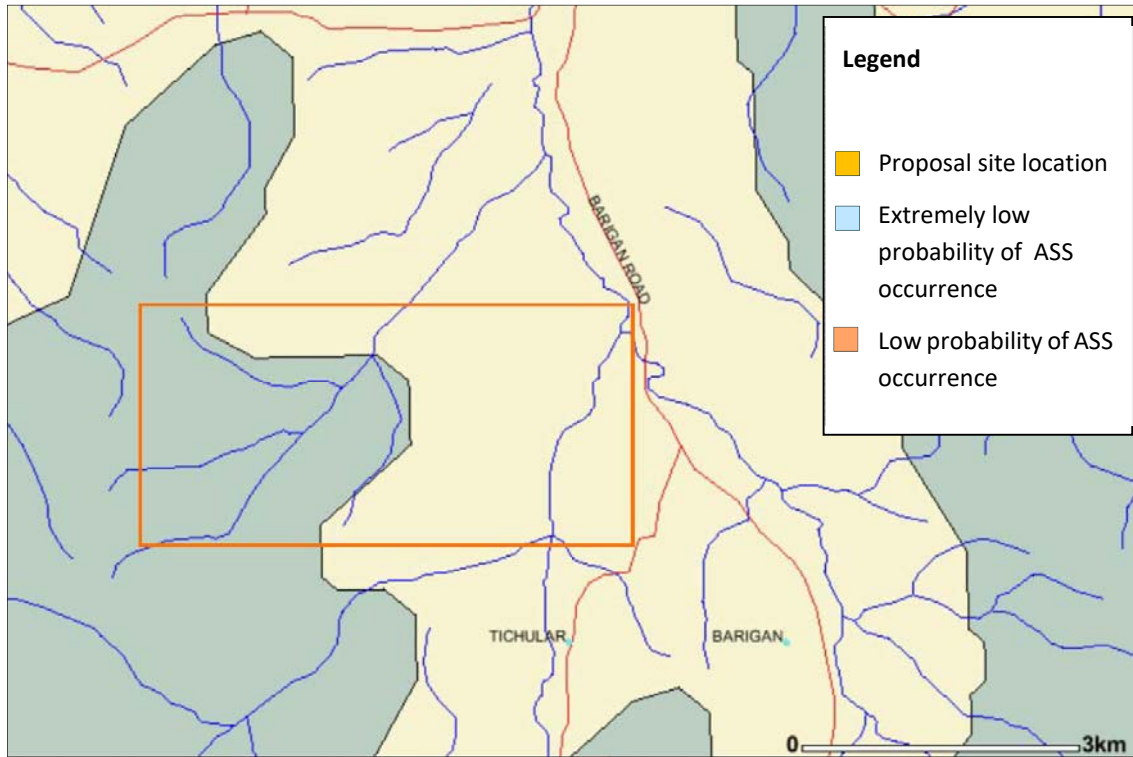 Legend
Proposal site location
Extremely low
probability of ASS
occurrence
Low probability of ASS
occurrence
BARIGAN ROAD
TICHULAR
BARIGAN
0 3km